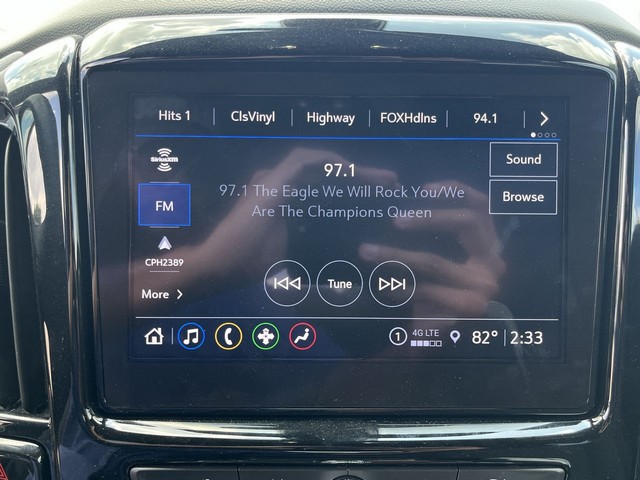 Hits 1 ClsVinyl Highway FOXHdlns 94.1
SiriusXM
97.1
Sound
97.1 The Eagle We Will Rock You/We
Are The Champions Queen
Browse
FM
CPH2389
More
Tune
1 4G LTE 82° 2:33